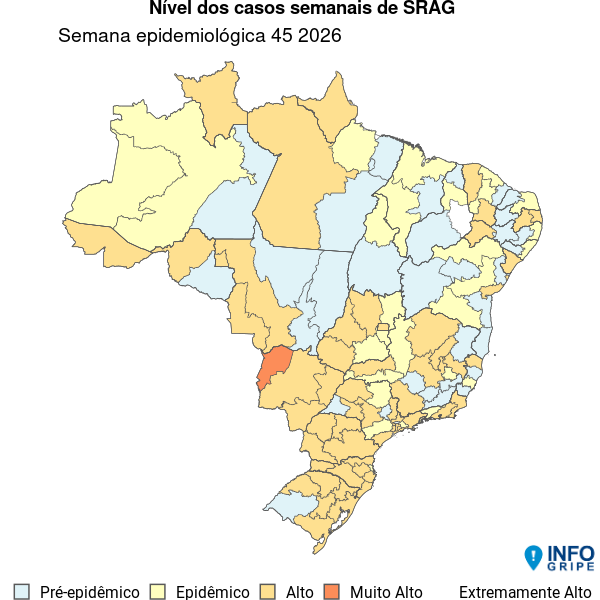 Nível dos casos semanais de SRAG
Semana epidemiológica 45 2026
INFO
GRIPE
Pré-epidêmico Epidêmico Alto Muito Alto Extremamente Alto